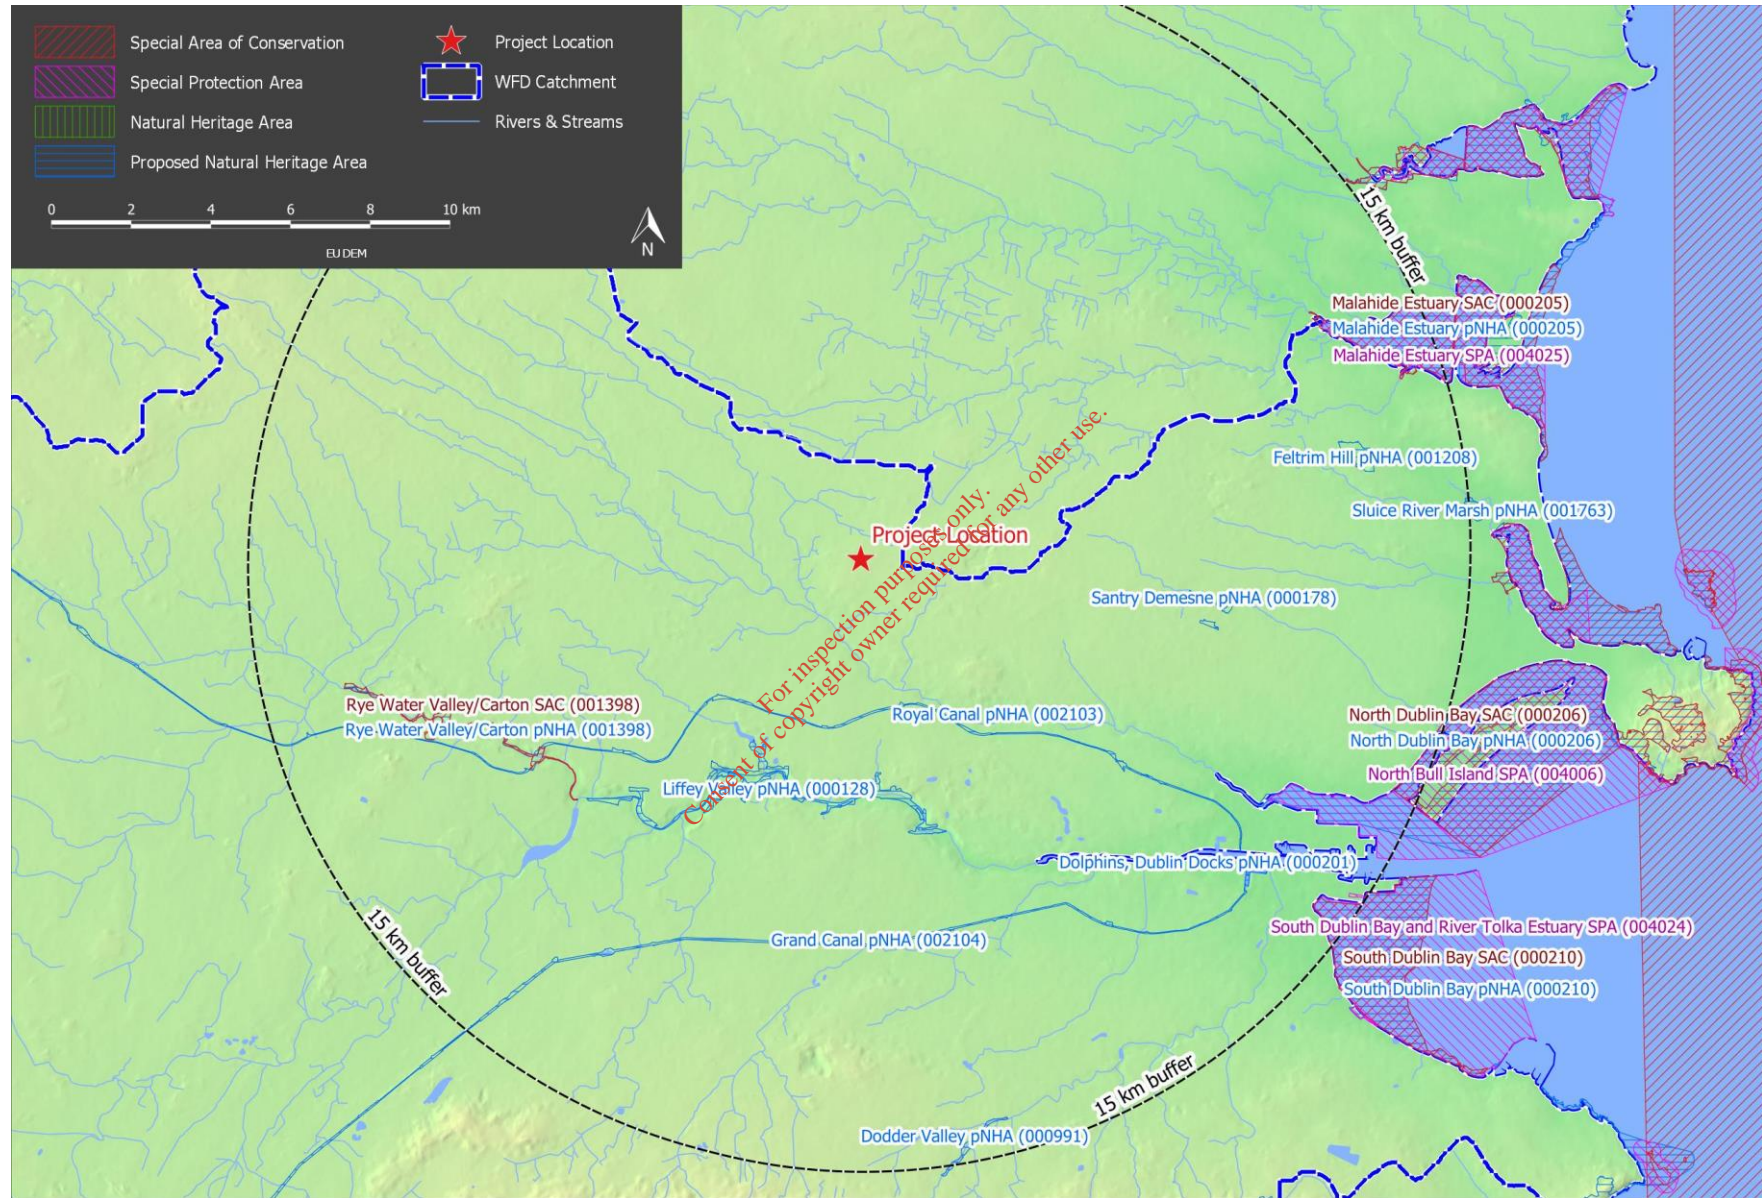 Special Area of Conservation
Special Protection Area
Natural Heritage Area
Proposed Natural Heritage Area
Project Location
WFD Catchment
Rivers & Streams
0 2 4 6 8 10 km
EU DEM
N
15 km buffer
Malahide Estuary SAC (000205)
Malahide Estuary pNHA (000205)
Malahide Estuary SPA (004025)
Feltrim Hill pNHA (001208)
Sluice River Marsh pNHA (001763)
Project Location
Santry Demesne pNHA (000178)
For inspection purposes only.
Consent of copyright owner required for any other use.
Rye Water Valley/Carton SAC (001398)
Rye Water Valley/Carton pNHA (001398)
Royal Canal pNHA (002103)
North Dublin Bay SAC (000206)
North Dublin Bay pNHA (000206)
North Bull Island SPA (004006)
Liffey Valley pNHA (000128)
Dolphins, Dublin Docks pNHA (000201)
15 km buffer
Grand Canal pNHA (002104)
South Dublin Bay and River Tolka Estuary SPA (004024)
South Dublin Bay SAC (000210)
South Dublin Bay pNHA (000210)
15 km buffer
Dodder Valley pNHA (000991)